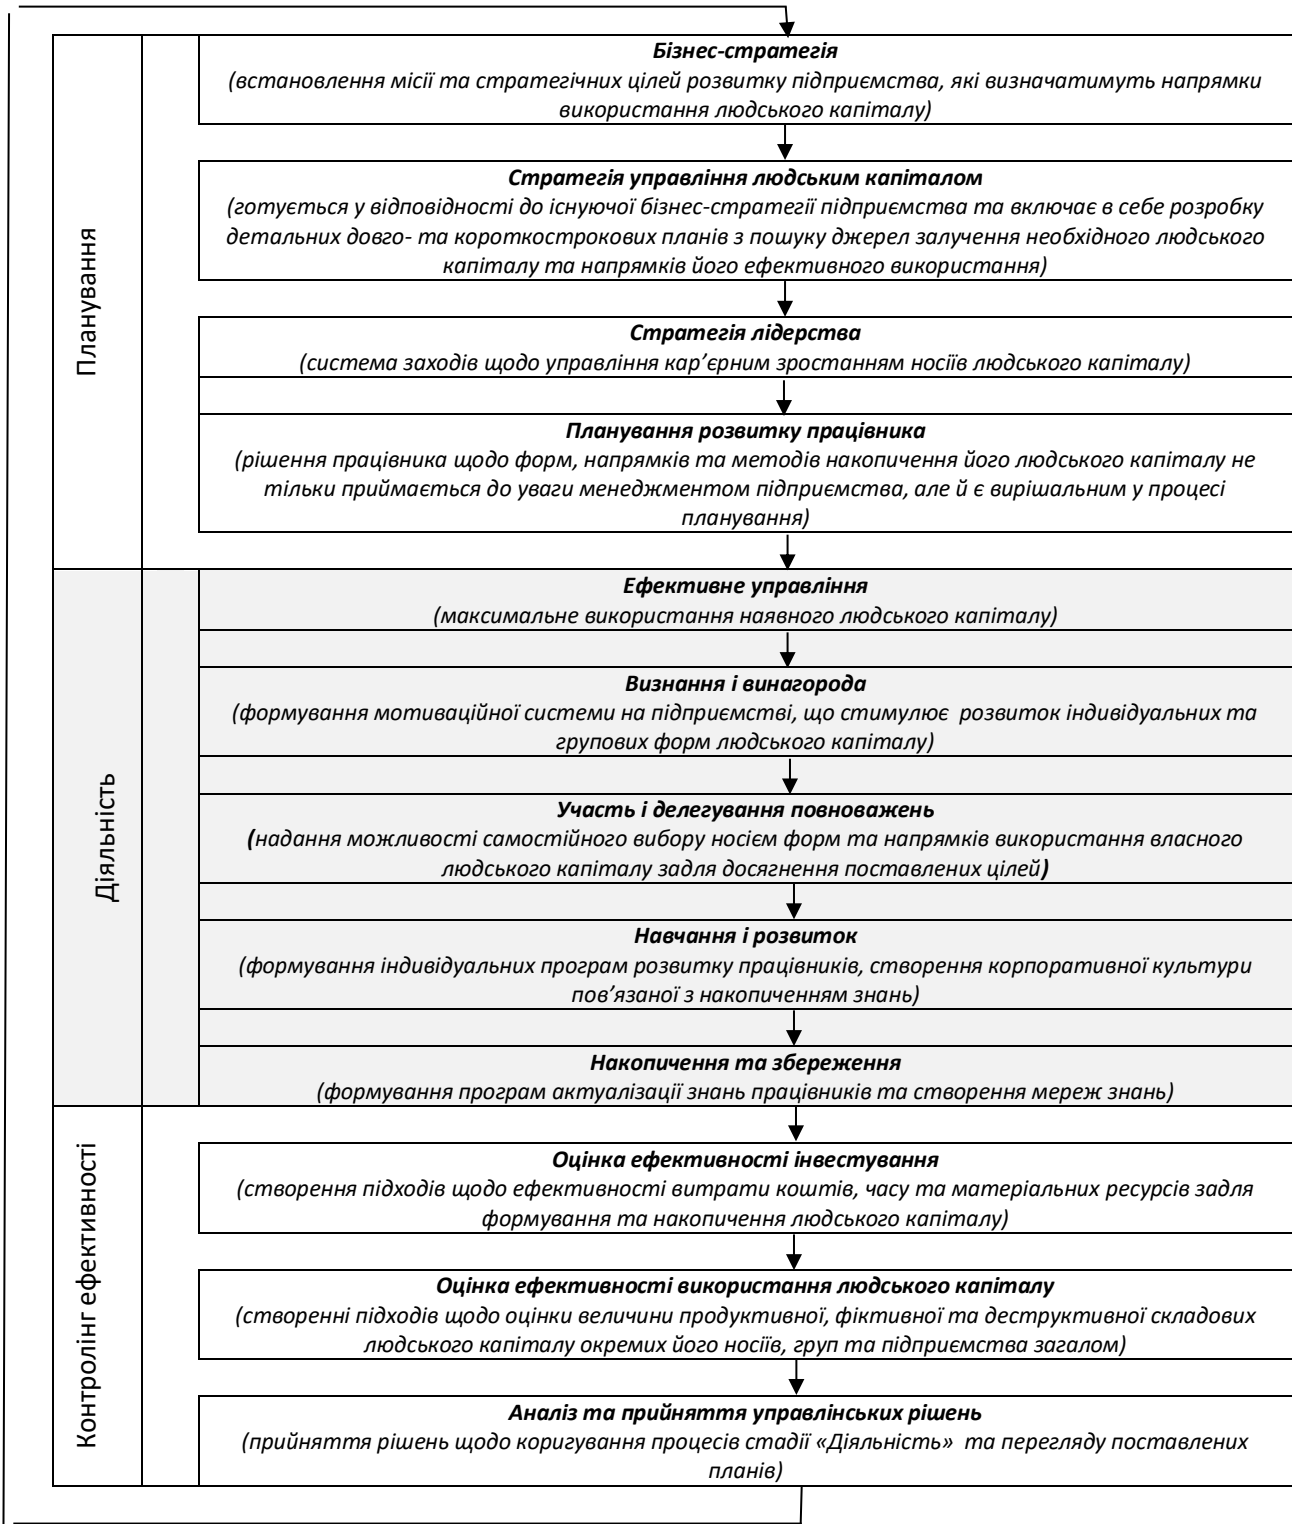 Бізнес-стратегія
(встановлення місії та стратегічних цілей розвитку підприємства, які визначатимуть напрямки
використання людського капіталу)
Стратегія управління людським капіталом
(готується у відповідності до існуючої бізнес-стратегії підприємства та включає в себе розробку
детальних довго- та короткострокових планів з пошуку джерел залучення необхідного людського
капіталу та напрямків його ефективного використання)
Планування
Стратегія лідерства
(система заходів щодо управління кар’єрним зростанням носіїв людського капіталу)
Планування розвитку працівника
(рішення працівника щодо форм, напрямків та методів накопичення його людського капіталу не
тільки приймається до уваги менеджментом підприємства, але й є вирішальним у процесі
планування)
Ефективне управління
(максимальне використання наявного людського капіталу)
Визнання і винагорода
(формування мотиваційної системи на підприємстві, що стимулює  розвиток індивідуальних та
групових форм людського капіталу)
Діяльність
Участь і делегування повноважень
(надання можливості самостійного вибору носієм форм та напрямків використання власного
людського капіталу задля досягнення поставлених цілей)
Навчання і розвиток
(формування індивідуальних програм розвитку працівників, створення корпоративної культури
пов’язаної з накопиченням знань)
Накопичення та збереження
(формування програм актуалізації знань працівників та створення мереж знань)
Контролінг ефективності
Оцінка ефективності інвестування
(створення підходів щодо ефективності витрати коштів, часу та матеріальних ресурсів задля
формування та накопичення людського капіталу)
Оцінка ефективності використання людського капіталу
(створенні підходів щодо оцінки величини продуктивної, фіктивної та деструктивної складових
людського капіталу окремих його носіїв, груп та підприємства загалом)
Аналіз та прийняття управлінських рішень
(прийняття рішень щодо коригування процесів стадії «Діяльність»  та перегляду поставлених
планів)